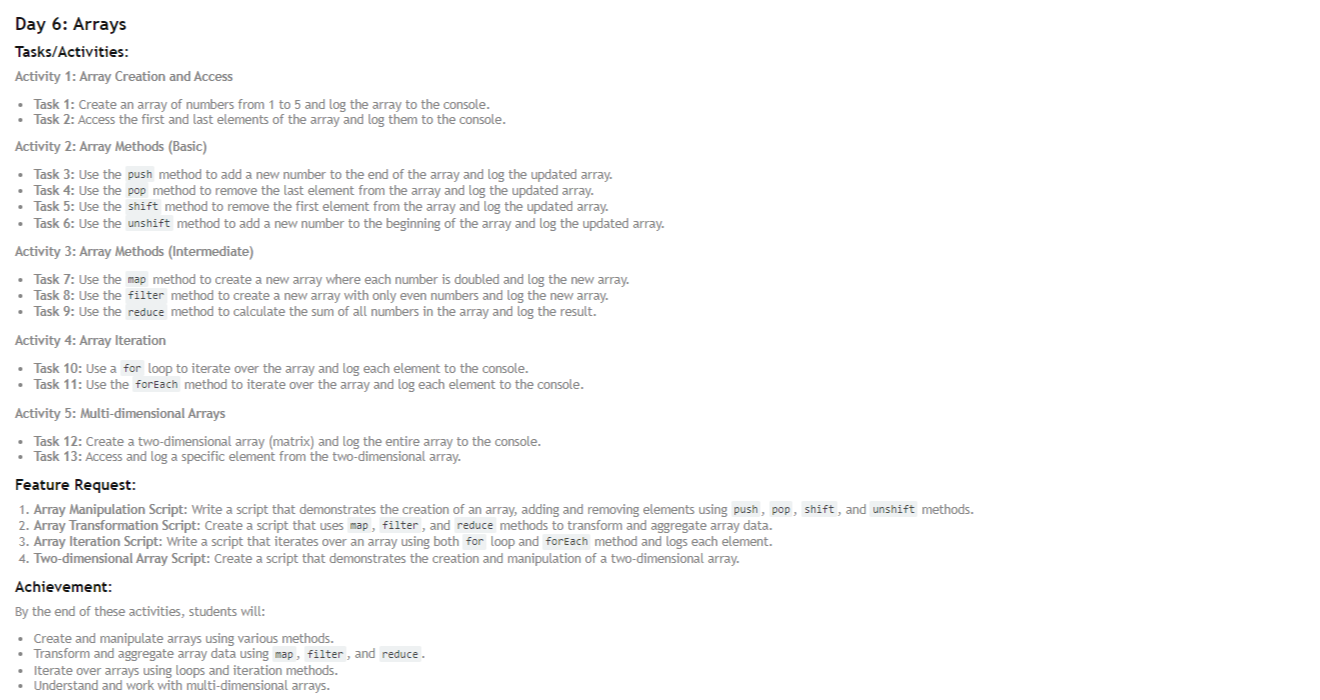 Day 6: Arrays
Tasks/Activities:
Activity 1: Array Creation and Access
• Task 1: Create an array of numbers from 1 to 5 and log the array to the console.
• Task 2: Access the first and last elements of the array and log them to the console.
Activity 2: Array Methods (Basic)
• Task 3: Use the push method to add a new number to the end of the array and log the updated array.
• Task 4: Use the pop method to remove the last element from the array and log the updated array.
• Task 5: Use the shift method to remove the first element from the array and log the updated array.
• Task 6: Use the unshift method to add a new number to the beginning of the array and log the updated array.
Activity 3: Array Methods (Intermediate)
• Task 7: Use the map method to create a new array where each number is doubled and log the new array.
• Task 8: Use the filter method to create a new array with only even numbers and log the new array.
• Task 9: Use the reduce method to calculate the sum of all numbers in the array and log the result.
Activity 4: Array Iteration
• Task 10: Use a for loop to iterate over the array and log each element to the console.
• Task 11: Use the forEach method to iterate over the array and log each element to the console.
Activity 5: Multi-dimensional Arrays
• Task 12: Create a two-dimensional array (matrix) and log the entire array to the console.
• Task 13: Access and log a specific element from the two-dimensional array.
Feature Request:
1. Array Manipulation Script: Write a script that demonstrates the creation of an array, adding and removing elements using push, pop, shift, and unshift methods.
2. Array Transformation Script: Create a script that uses map, filter, and reduce methods to transform and aggregate array data.
3. Array Iteration Script: Write a script that iterates over an array using both for loop and forEach method and logs each element.
4. Two-dimensional Array Script: Create a script that demonstrates the creation and manipulation of a two-dimensional array.
Achievement:
By the end of these activities, students will:
• Create and manipulate arrays using various methods.
• Transform and aggregate array data using map, filter, and reduce.
• Iterate over arrays using loops and iteration methods.
• Understand and work with multi-dimensional arrays.